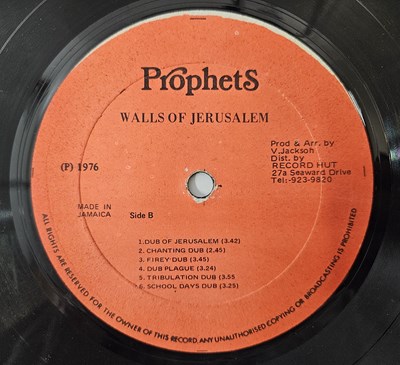 Prophets
WALLS OF JERUSALEM
Prod & Arr. by
V.Jackson
Dist. by
RECORD HUT
27a Seaward Drive
Tel:-923-9820
(P) 1976
MADE IN
JAMAICA
Side B
1.DUB OF JERUSALEM (3.42)
2.CHANTING DUB (2.45)
3.FIREY DUB (3.45)
4.DUB PLAGUE (3.24)
5.TRIBULATION DUB (3.55
6.SCHOOL DAYS DUB (3.25)
ALL RIGHTS ARE RESERVED FOR THE OWNER OF THIS RECORD, ANY UNAUTHORISED COPYING OR BROADCASTING IS PROHIBITED